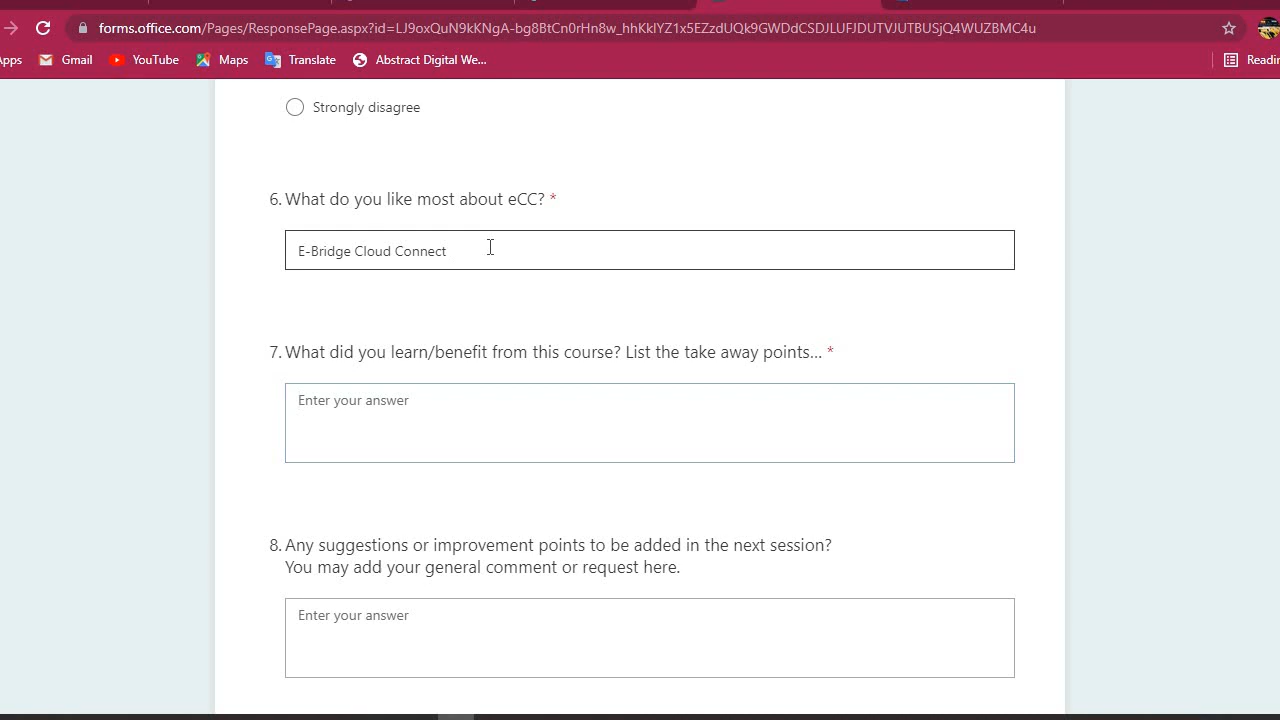 forms.office.com/Pages/ResponsePage.aspx?id=LJ9oxQuN9kKNgA-bg8BtCn0rHn8w_hhKklYZ1x5EZzdUQk9GWDdCSDJLUFJDUTVJUTBUSjQ4WUZBMC4u
Apps Gmail YouTube Maps Translate Abstract Digital We... Readin
Strongly disagree
6. What do you like most about eCC? *
E-Bridge Cloud Connect
7. What did you learn/benefit from this course? List the take away points... *
Enter your answer
8. Any suggestions or improvement points to be added in the next session?
You may add your general comment or request here.
Enter your answer